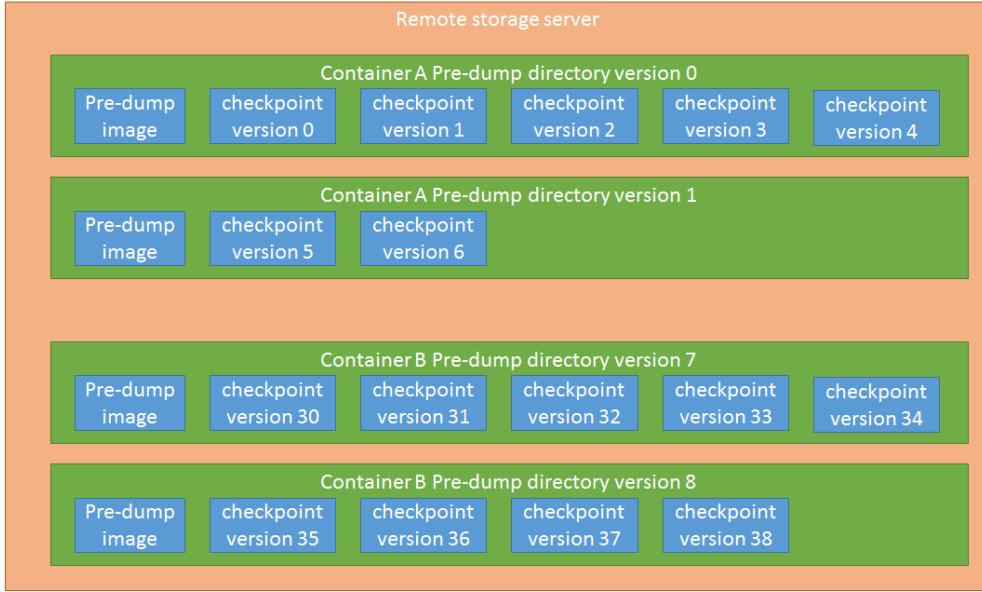 Remote storage server
Container A Pre-dump directory version 0
Pre-dump
image
checkpoint
version 0
checkpoint
version 1
checkpoint
version 2
checkpoint
version 3
checkpoint
version 4
Container A Pre-dump directory version 1
Pre-dump
image
checkpoint
version 5
checkpoint
version 6
Container B Pre-dump directory version 7
Pre-dump
image
checkpoint
version 30
checkpoint
version 31
checkpoint
version 32
checkpoint
version 33
checkpoint
version 34
Container B Pre-dump directory version 8
Pre-dump
image
checkpoint
version 35
checkpoint
version 36
checkpoint
version 37
checkpoint
version 38